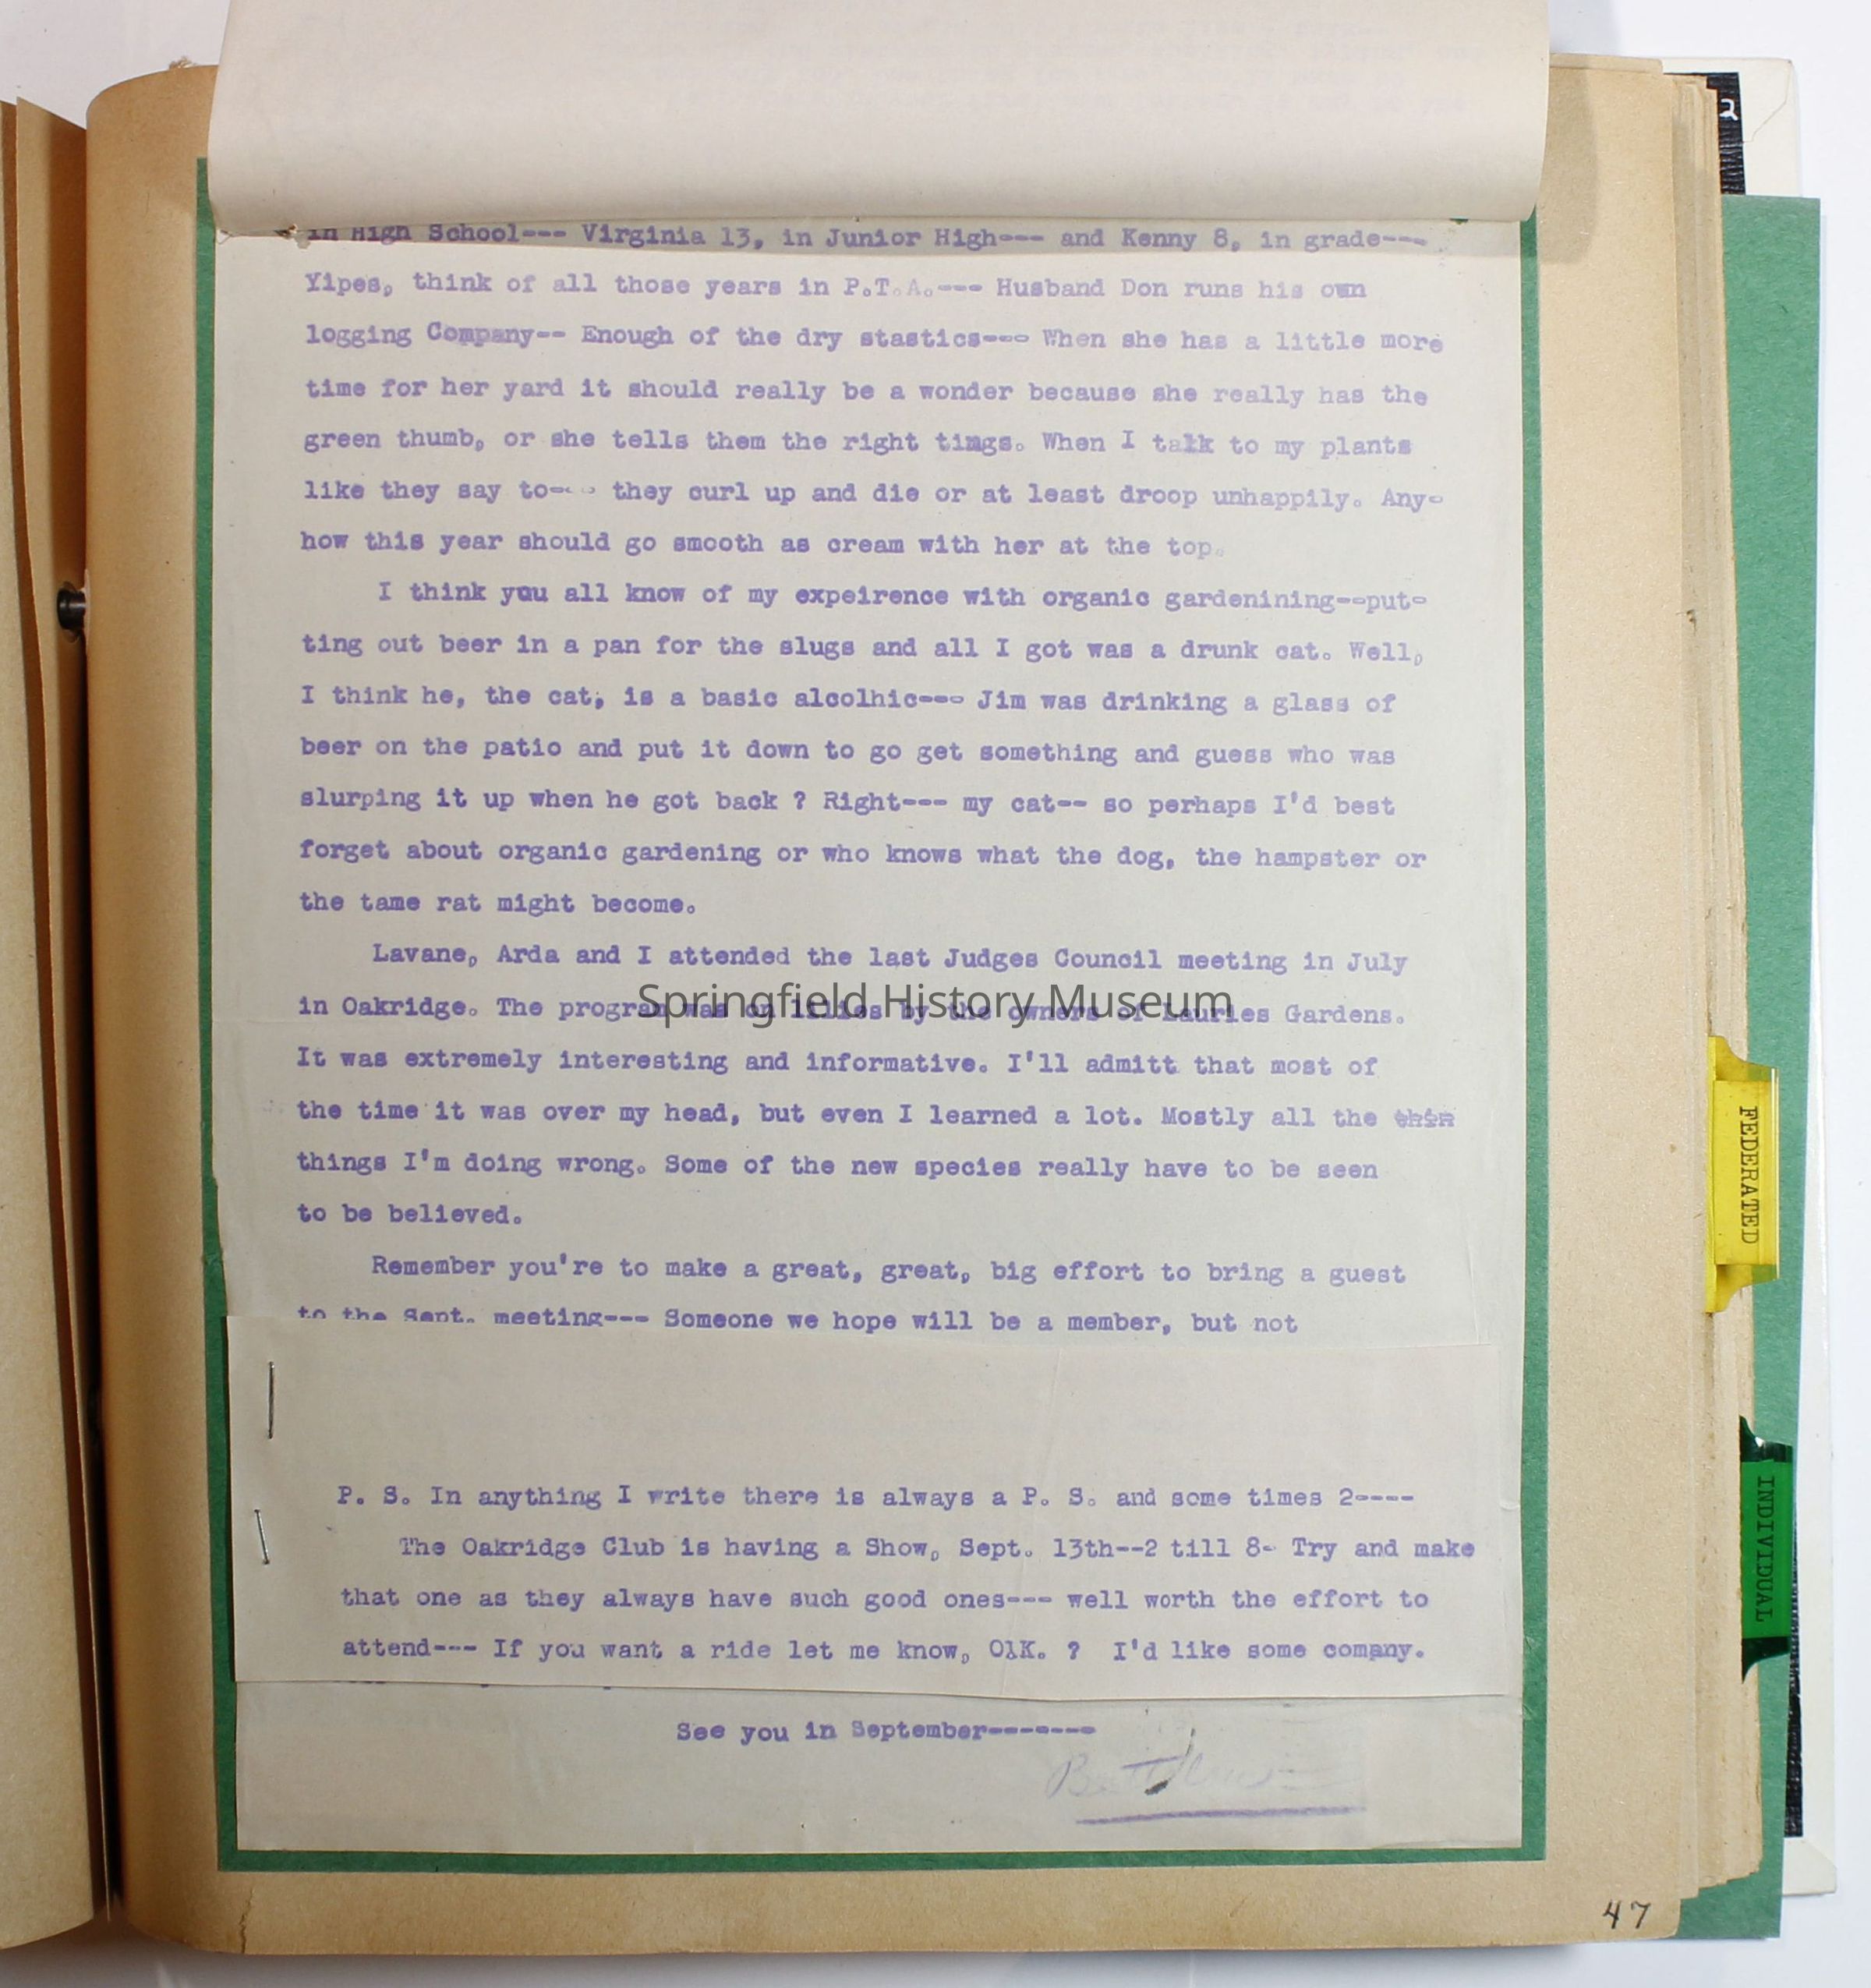 in High School--- Virginia 13, in Junior High--- and Kenny 8, in grade---
Yipes, think of all those years in P.T.A.--- Husband Don runs his own
logging Company-- Enough of the dry stastics--- When she has a little more
time for her yard it should really be a wonder because she really has the
green thumb, or she tells them the right tings. When I talk to my plants
like they say to--- they curl up and die or at least droop unhappily. Any-
how this year should go smooth as cream with her at the top.
I think you all know of my expeirence with organic gardenining--put-
ting out beer in a pan for the slugs and all I got was a drunk cat. Well,
I think he, the cat, is a basic alcolhic--- Jim was drinking a glass of
beer on the patio and put it down to go get something and guess who was
slurping it up when he got back ? Right--- my cat-- so perhaps I'd best
forget about organic gardening or who knows what the dog, the hampster or
the tame rat might become.
Lavane, Arda and I attended the last Judges Council meeting in July
in Oakridge. The program was on lilies by the owners of Lauries Gardens.
Springfield History Museum
It was extremely interesting and informative. I'll admitt that most of
the time it was over my head, but even I learned a lot. Mostly all the thin
things I'm doing wrong. Some of the new species really have to be seen
to be believed.
Remember you're to make a great, great, big effort to bring a guest
to the Sept. meeting--- Someone we hope will be a member, but not
P. S. In anything I write there is always a P. S. and some times 2----
The Oakridge Club is having a Show, Sept. 13th--2 till 8- Try and make
that one as they always have such good ones--- well worth the effort to
attend--- If you want a ride let me know, O.K. ? I'd like some company.
See you in September-------
FEDERATED
INDIVIDUAL
2
47